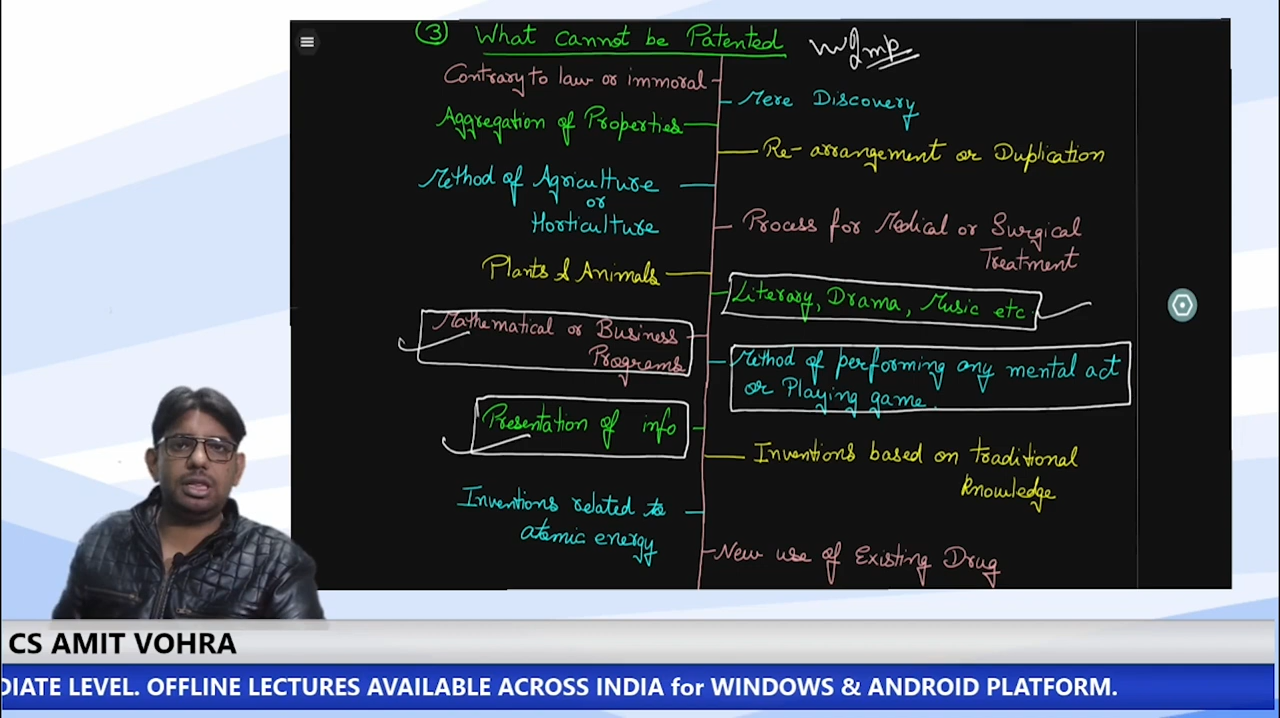 ③ What Cannot be Patented
Contrary to law or immoral
Mere Discovery
Aggregation of Properties
Re-arrangement or Duplication
Method of Agriculture
or
Horticulture
Process for Medical or Surgical
Treatment
Plants & Animals
Literary, Drama, Music etc.
Mathematical or Business
Programs
Method of performing any mental act
or Playing game.
Presentation of info
Inventions based on traditional
knowledge
Inventions related to
atomic energy
New use of Existing Drug
CS AMIT VOHRA
DIATE LEVEL. OFFLINE LECTURES AVAILABLE ACROSS INDIA for WINDOWS & ANDROID PLATFORM.